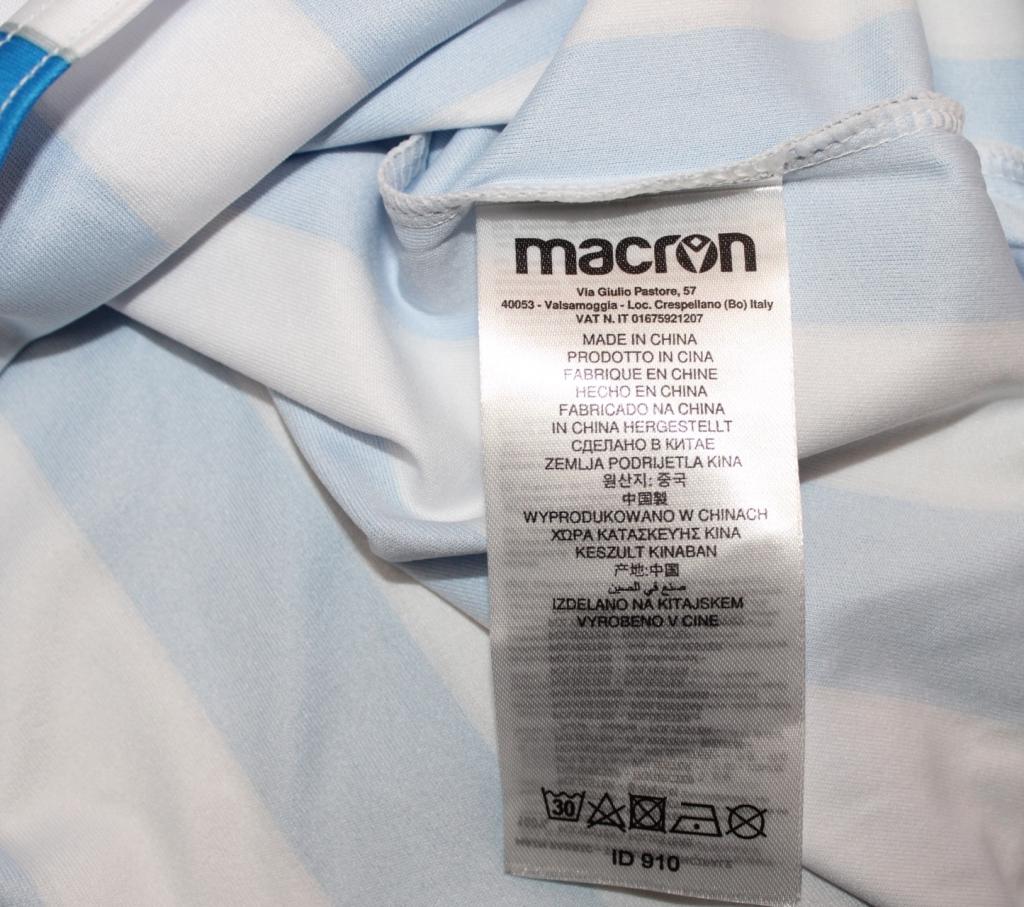 macron
Via Giulio Pastore, 57
40053 - Valsamoggia - Loc. Crespellano (Bo) Italy
VAT N. IT 01675921207
MADE IN CHINA
PRODOTTO IN CINA
FABRIQUE EN CHINE
HECHO EN CHINA
FABRICADO NA CHINA
IN CHINA HERGESTELLT
СДЕЛАНО В КИТАЕ
ZEMLJA PODRIJETLA KINA
원산지: 중국
中国製
WYPRODUKOWANO W CHINACH
ΧΩΡΑ ΚΑΤΑΣΚΕΥΗΣ ΚΙΝΑ
KESZULT KINABAN
产地:中国
صنع في الصين
IZDELANO NA KITAJSKEM
VYROBENO V CINE
30
ID 910